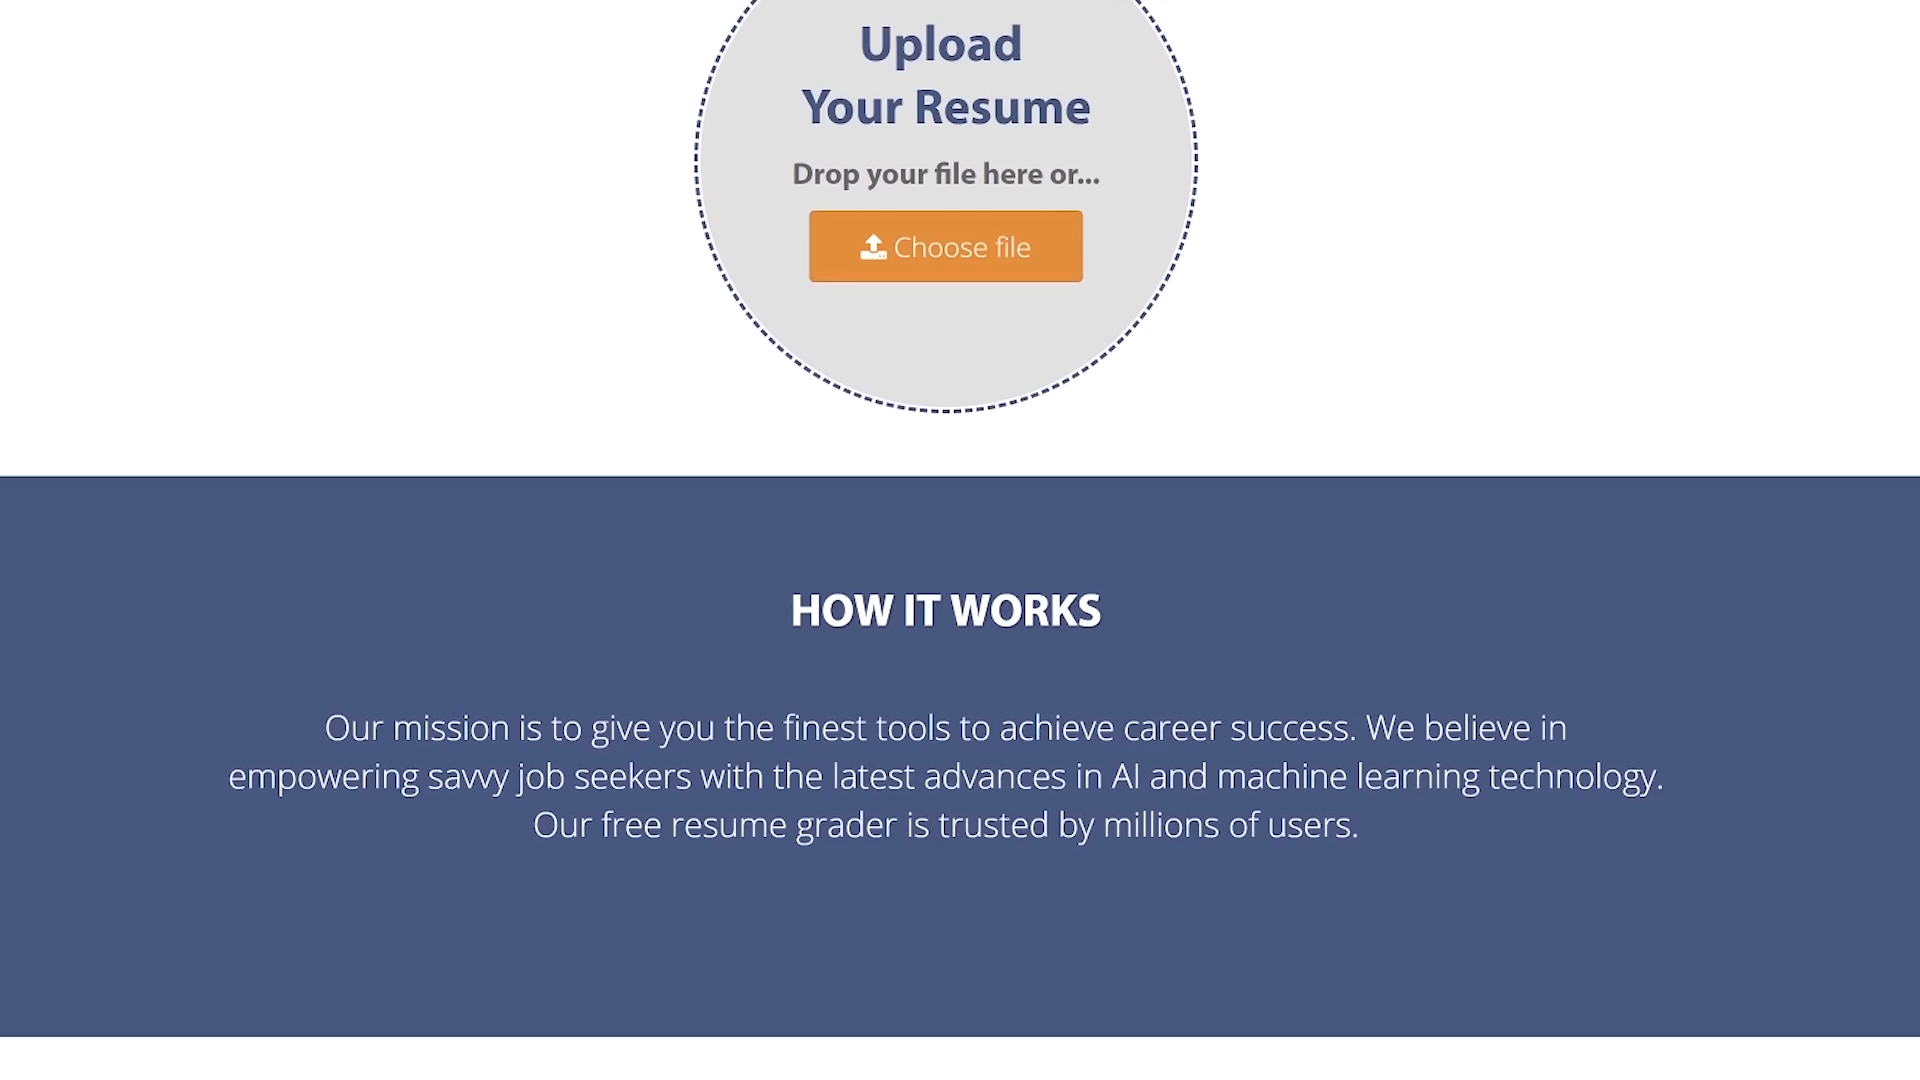 Upload
Your Resume
Drop your file here or...
Choose file
HOW IT WORKS
Our mission is to give you the finest tools to achieve career success. We believe in
empowering savvy job seekers with the latest advances in AI and machine learning technology.
Our free resume grader is trusted by millions of users.